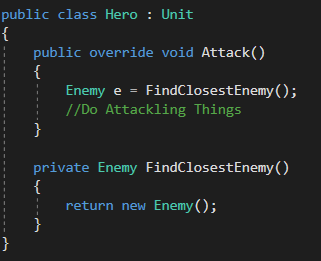 public class Hero : Unit
{
public override void Attack()
{
Enemy e = FindClosestEnemy();
//Do Attackling Things
}
private Enemy FindClosestEnemy()
{
return new Enemy();
}
}